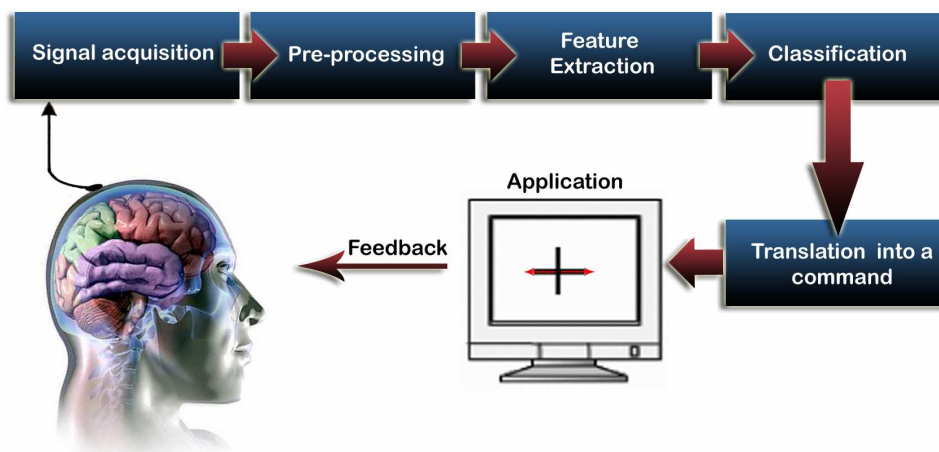 Signal acquisition
Pre-processing
Feature
Extraction
Classification
Application
Feedback
Translation into a
command